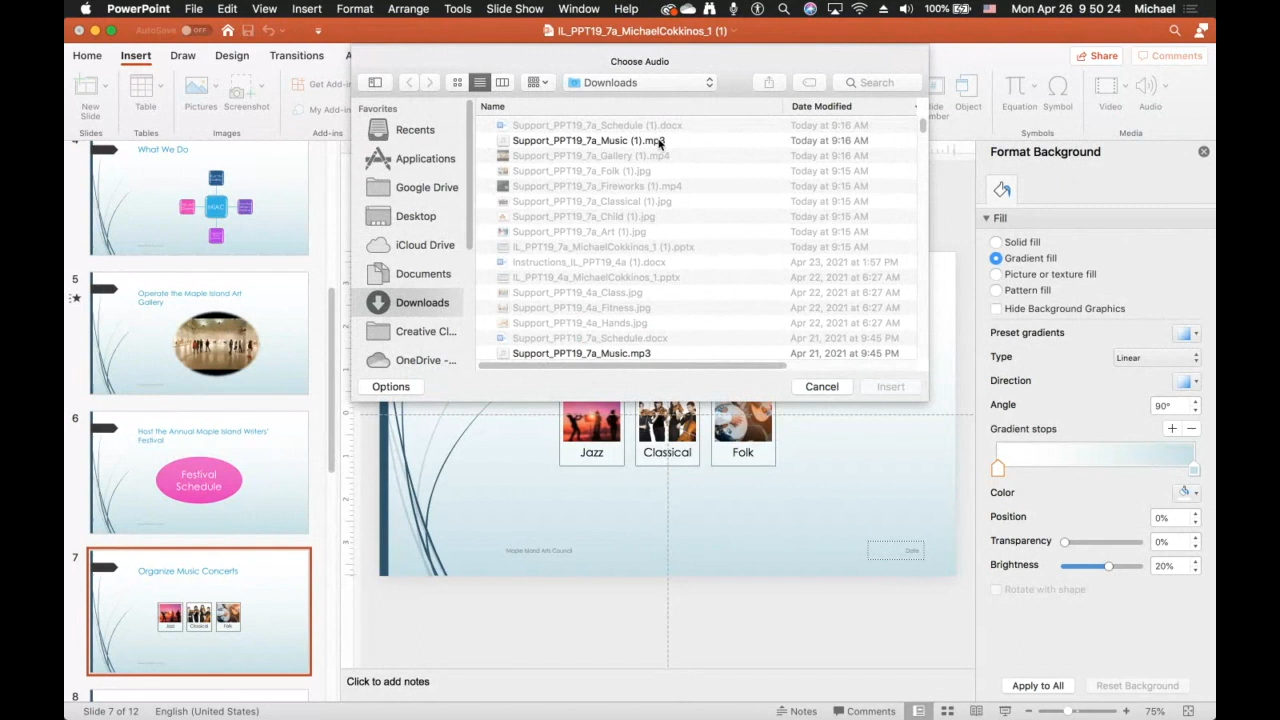 PowerPoint File Edit View Insert Format Arrange Tools Slide Show Window Help 100% Mon Apr 26 9 50 24 Michael
AutoSave OFF IL_PPT19_7a_MichaelCokkinos_1 (1)
Home Insert Draw Design Transitions A Share Comments
Choose Audio
Downloads Search
New Slide Table Pictures Screenshot Get Add-in My Add-in Object Equation Symbol Video Audio
Slides Tables Images Add-ins Symbols Media
Favorites
Recents
Applications
Google Drive
Desktop
iCloud Drive
Documents
Downloads
Creative Cl...
OneDrive -...
Name Date Modified
Support_PPT19_7a_Schedule (1).docx Today at 9:16 AM
Support_PPT19_7a_Music (1).mp3 Today at 9:16 AM
Support_PPT19_7a_Gallery (1).mp4 Today at 9:16 AM
Support_PPT19_7a_Folk (1).jpg Today at 9:15 AM
Support_PPT19_7a_Fireworks (1).mp4 Today at 9:15 AM
Support_PPT19_7a_Classical (1).jpg Today at 9:15 AM
Support_PPT19_7a_Child (1).jpg Today at 9:15 AM
Support_PPT19_7a_Art (1).jpg Today at 9:15 AM
IL_PPT19_7a_MichaelCokkinos_1 (1).pptx Today at 9:15 AM
Instructions_IL_PPT19_4a (1).docx Apr 23, 2021 at 1:57 PM
IL_PPT19_4a_MichaelCokkinos_1.pptx Apr 22, 2021 at 6:27 AM
Support_PPT19_4a_Class.jpg Apr 22, 2021 at 6:27 AM
Support_PPT19_4a_Fitness.jpg Apr 22, 2021 at 6:27 AM
Support_PPT19_4a_Hands.jpg Apr 22, 2021 at 6:27 AM
Support_PPT19_7a_Schedule.docx Apr 21, 2021 at 9:45 PM
Support_PPT19_7a_Music.mp3 Apr 21, 2021 at 9:45 PM
Options Cancel Insert
What We Do
MIAC
5
Operate the Maple Island Art
Gallery
6
Host the Annual Maple Island Writers'
Festival
Festival
Schedule
7
Organize Music Concerts
Jazz Classical Folk
8
Jazz Classical Folk
Maple Island Arts Council Date
Format Background
Fill
Solid fill
Gradient fill
Picture or texture fill
Pattern fill
Hide Background Graphics
Preset gradients
Type Linear
Direction
Angle 90°
Gradient stops
Color
Position 0%
Transparency 0%
Brightness 20%
Rotate with shape
Apply to All Reset Background
Click to add notes
Slide 7 of 12 English (United States) Notes Comments 75%